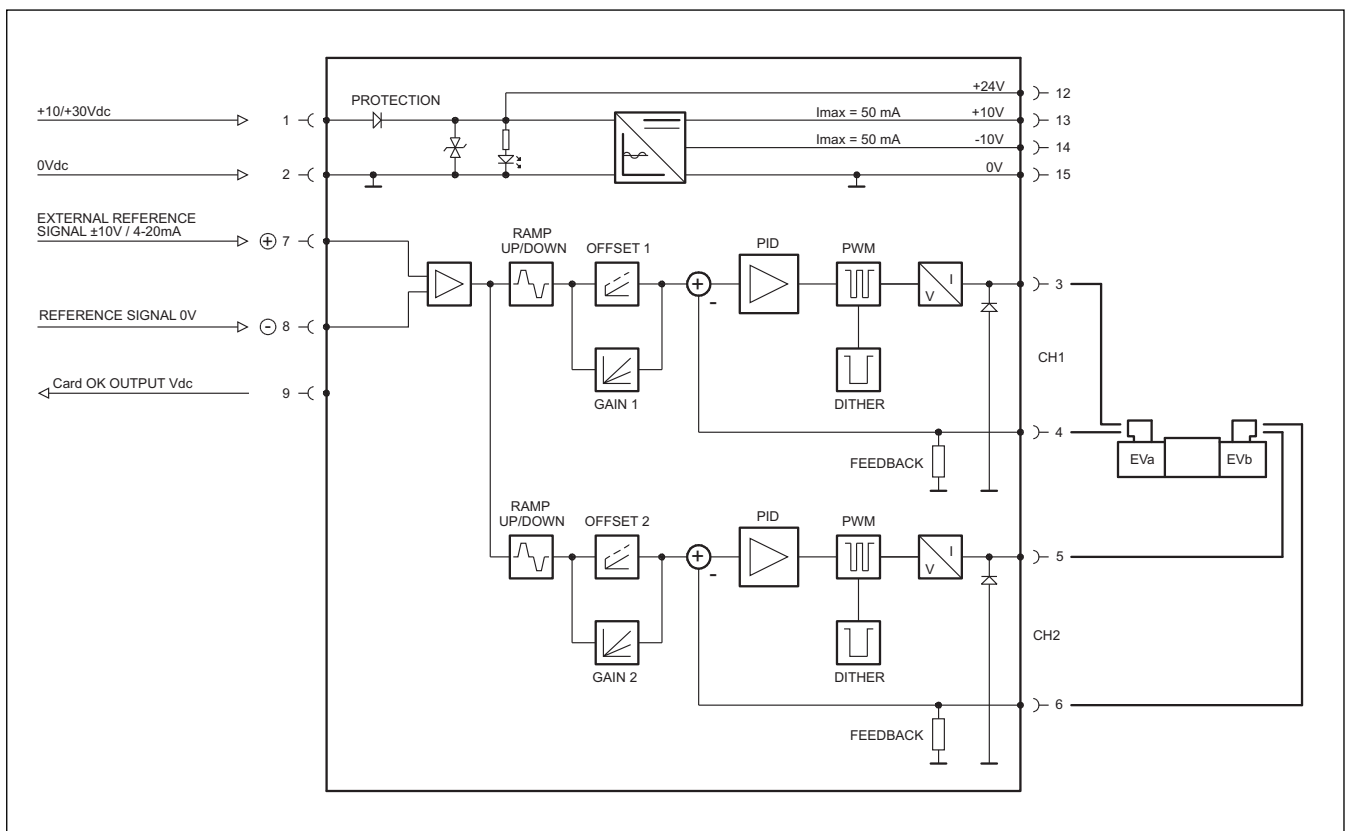 +24V
12
+10/+30Vdc
PROTECTION
1
Imax = 50 mA
+10V
13
Imax = 50 mA
-10V
14
0Vdc
2
0V
15
EXTERNAL REFERENCE
SIGNAL ±10V / 4-20mA
+ 7
RAMP
UP/DOWN
OFFSET 1
PID
PWM
+
-
I
V
3
REFERENCE SIGNAL 0V
- 8
CH1
Card OK OUTPUT Vdc
9
GAIN 1
DITHER
4
FEEDBACK
EVa
EVb
RAMP
UP/DOWN
OFFSET 2
PID
PWM
+
-
I
V
5
CH2
GAIN 2
DITHER
6
FEEDBACK